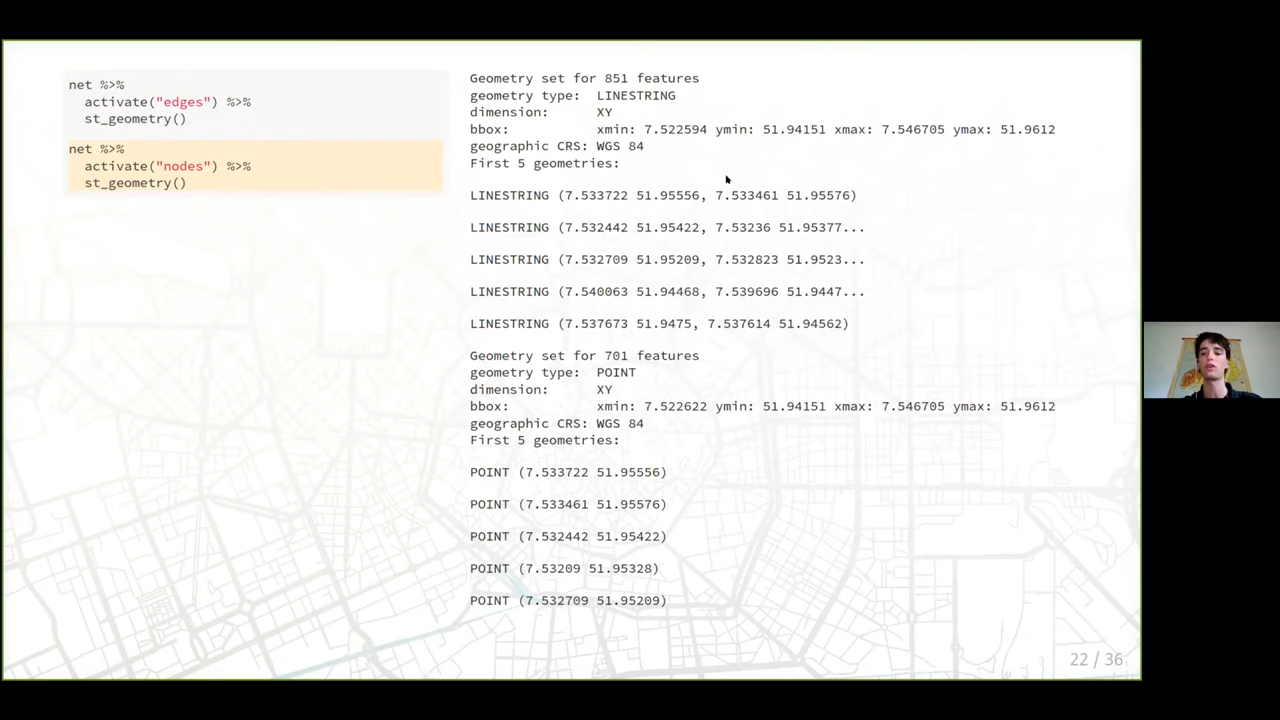 net %>%
  activate("edges") %>%
  st_geometry()
net %>%
  activate("nodes") %>%
  st_geometry()
Geometry set for 851 features
geometry type:  LINESTRING
dimension:      XY
bbox:           xmin: 7.522594 ymin: 51.94151 xmax: 7.546705 ymax: 51.9612
geographic CRS: WGS 84
First 5 geometries:
LINESTRING (7.533722 51.95556, 7.533461 51.95576)
LINESTRING (7.532442 51.95422, 7.53236 51.95377...
LINESTRING (7.532709 51.95209, 7.532823 51.9523...
LINESTRING (7.540063 51.94468, 7.539696 51.9447...
LINESTRING (7.537673 51.9475, 7.537614 51.94562)
Geometry set for 701 features
geometry type:  POINT
dimension:      XY
bbox:           xmin: 7.522622 ymin: 51.94151 xmax: 7.546705 ymax: 51.9612
geographic CRS: WGS 84
First 5 geometries:
POINT (7.533722 51.95556)
POINT (7.533461 51.95576)
POINT (7.532442 51.95422)
POINT (7.53209 51.95328)
POINT (7.532709 51.95209)
22 / 36